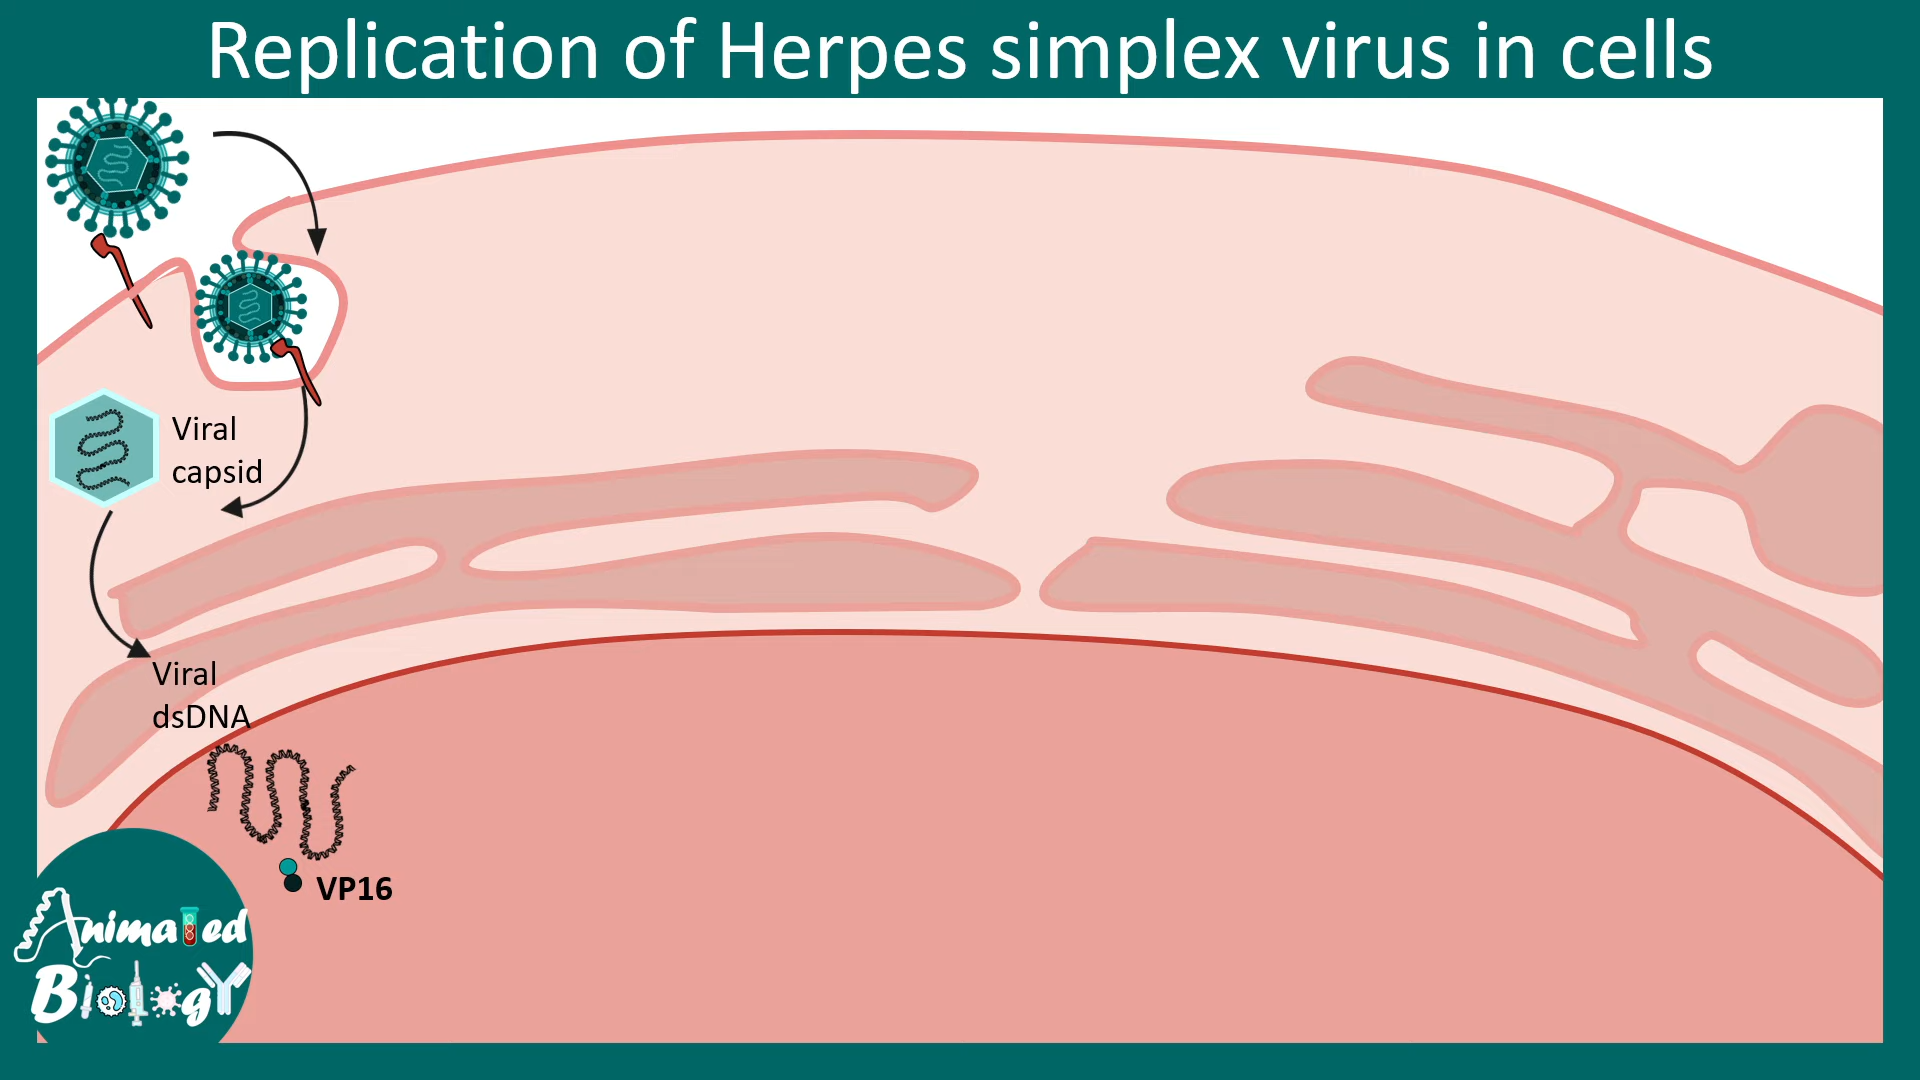 Replication of Herpes simplex virus in cells
Viral
capsid
Viral
dsDNA
VP16
Animated
Biology